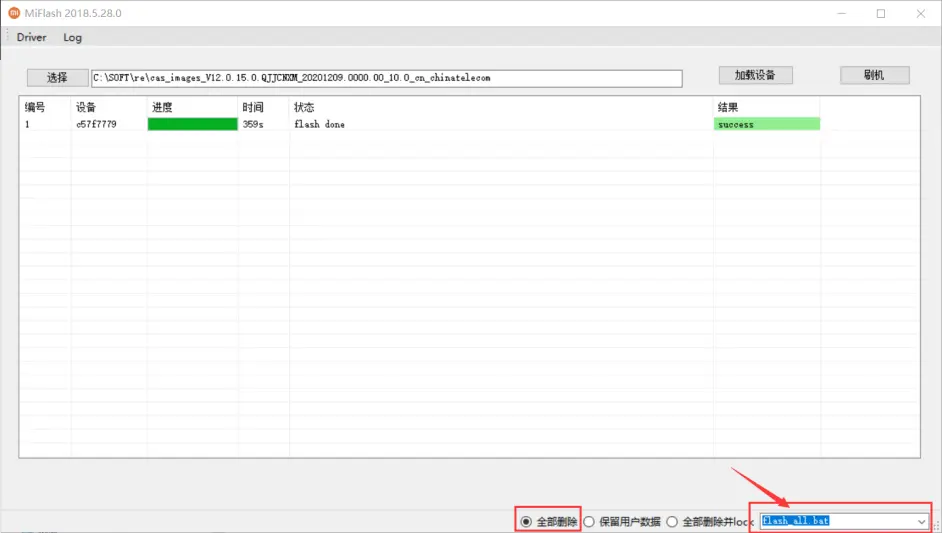 MiFlash 2018.5.28.0
Driver Log
选择 C:\SOFT\re\cas_images_V12.0.15.0.QJJCNXM_20201209.0000.00_10.0_cn_chinatelecom 加载设备 刷机
编号 设备 进度 时间 状态 结果
1 c57f7779 359s flash done success
全部删除 保留用户数据 全部删除并lock flash_all.bat